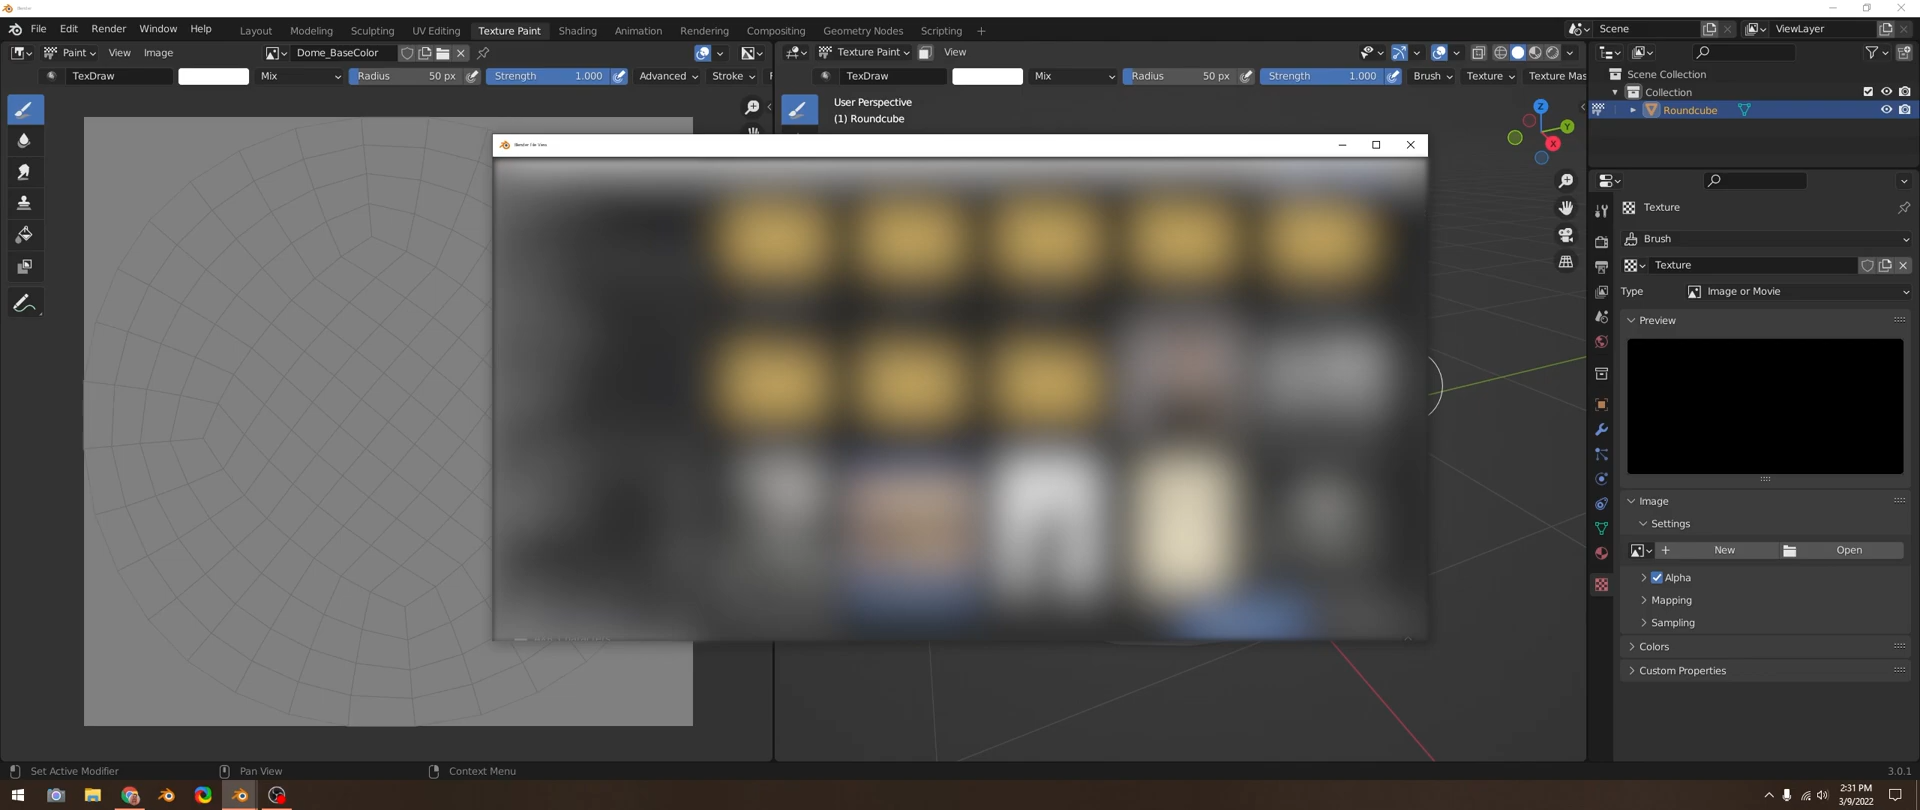 Blender
File Edit Render Window Help Layout Modeling Sculpting UV Editing Texture Paint Shading Animation Rendering Compositing Geometry Nodes Scripting + Scene ViewLayer
Paint View Image Dome_BaseColor Texture Paint View
TexDraw Mix Radius 50 px Strength 1.000 Advanced Stroke TexDraw Mix Radius 50 px Strength 1.000 Brush Texture Texture Mas
Scene Collection
Collection
Roundcube
User Perspective
(1) Roundcube
Z
Y
X
Blender File View
Texture
Brush
Texture
Type Image or Movie
Preview
Image
Settings
+ New Open
Alpha
Mapping
Sampling
Colors
Custom Properties
Set Active Modifier Pan View Context Menu 3.0.1
2:31 PM
3/9/2022